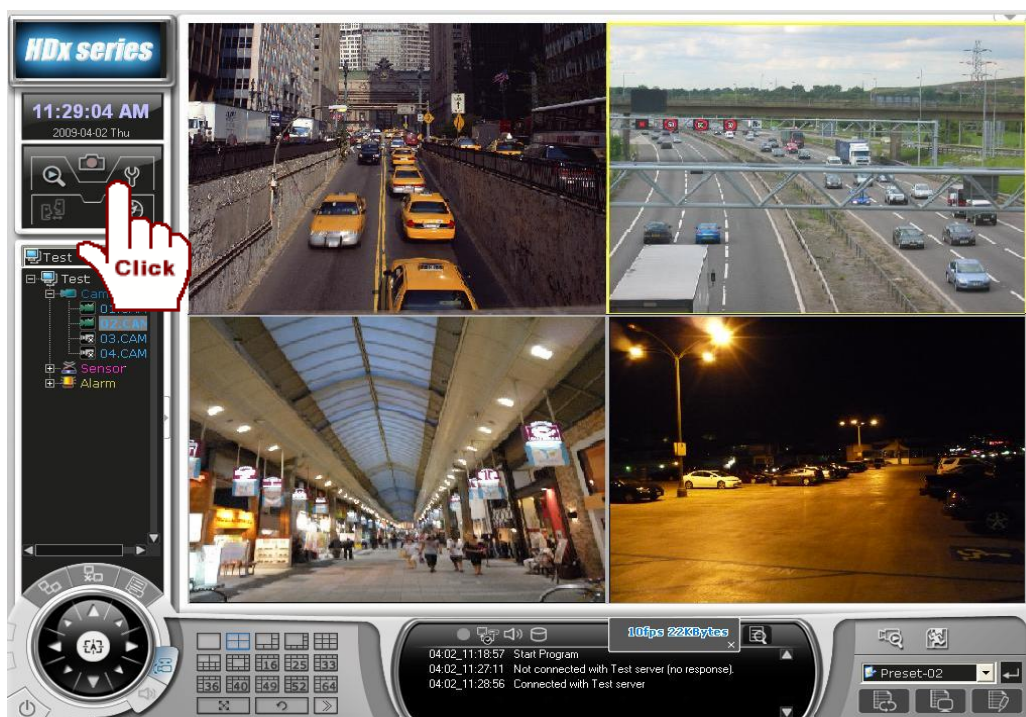 HDx series
11:29:04 AM
2009-04-02 Thu
Click
Test
Test
02.CAM
03.CAM
04.CAM
Sensor
Alarm
16 25 33
36 40 49 52 64
10fps 22KBytes
04:02_11:18:57 Start Program
04:02_11:27:11 Not connected with Test server (no response).
04:02_11:28:56 Connected with Test server
Preset-02